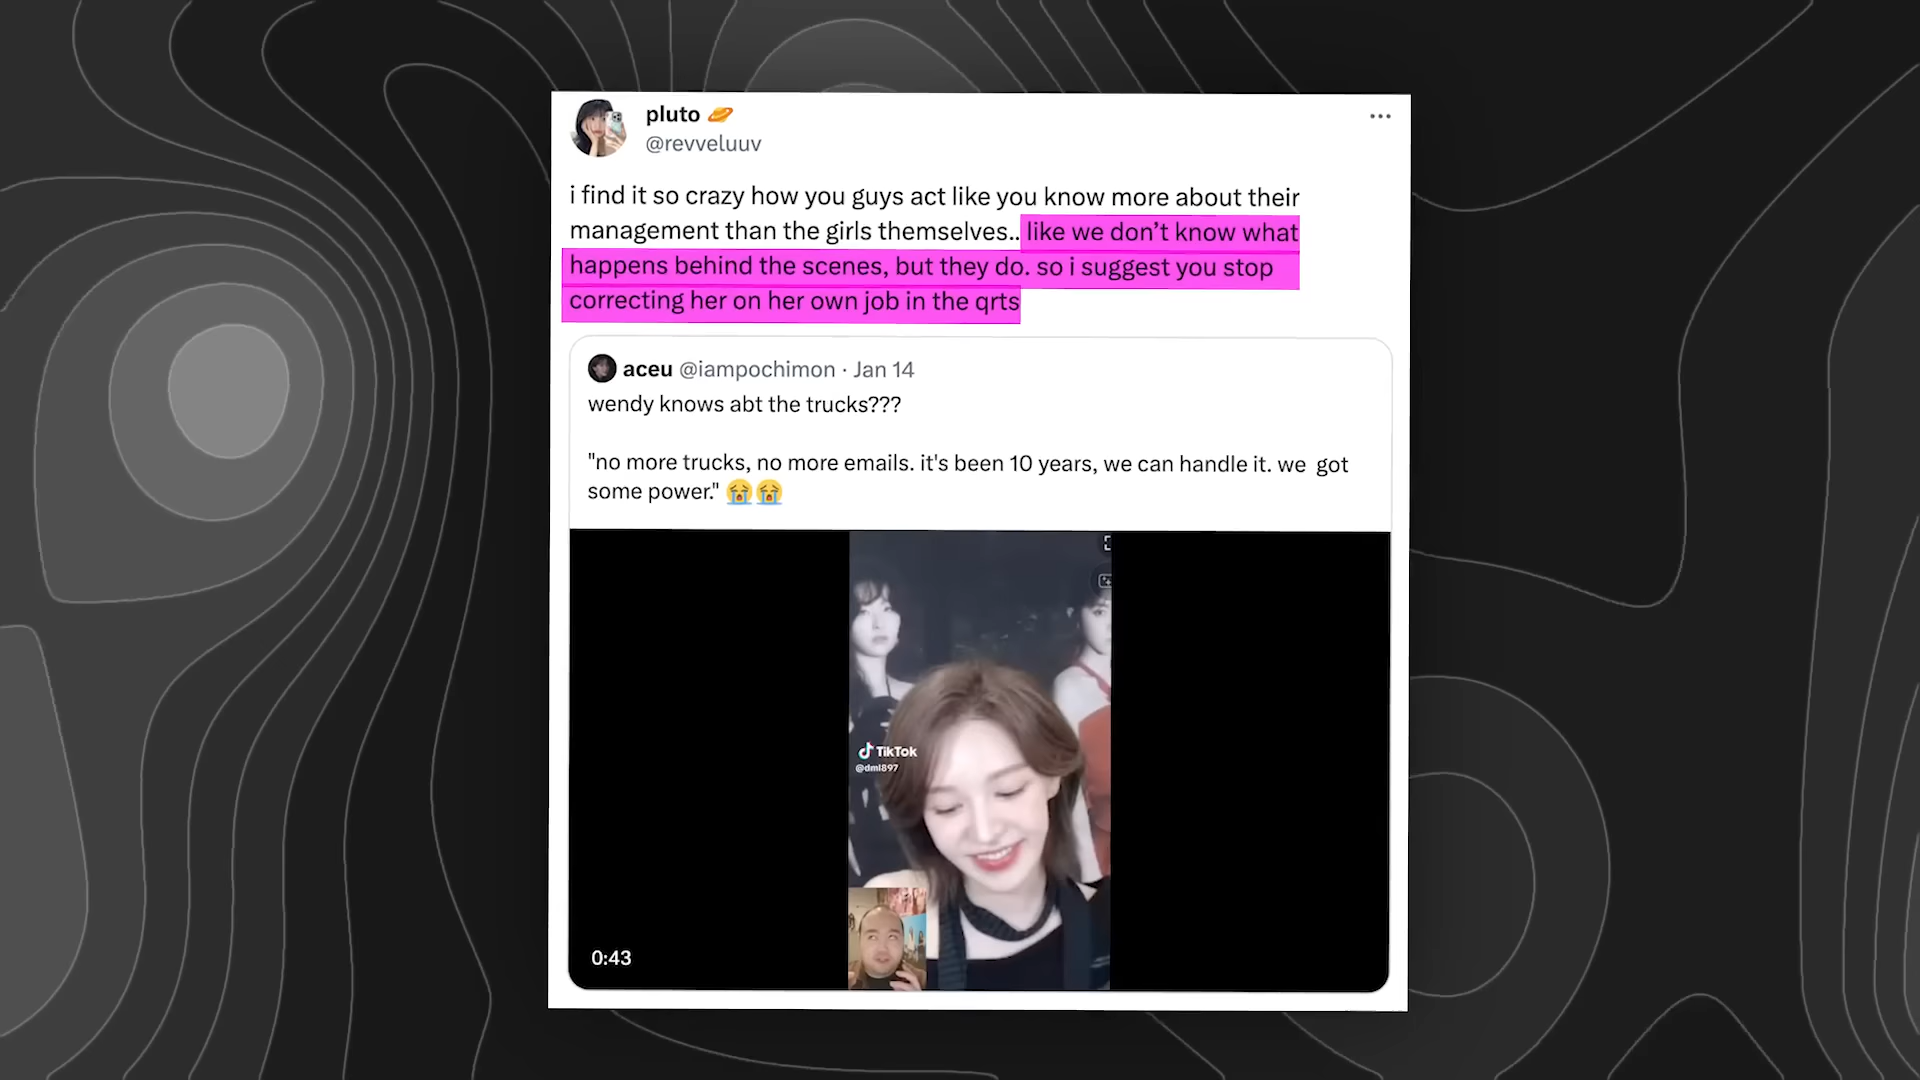 pluto 🪐
@revveluuv
i find it so crazy how you guys act like you know more about their
management than the girls themselves.. like we don’t know what
happens behind the scenes, but they do. so i suggest you stop
correcting her on her own job in the qrts
aceu @iampochimon · Jan 14
wendy knows abt the trucks???
"no more trucks, no more emails. it's been 10 years, we can handle it. we got
some power." 😭😭
TikTok
@dml897
0:43